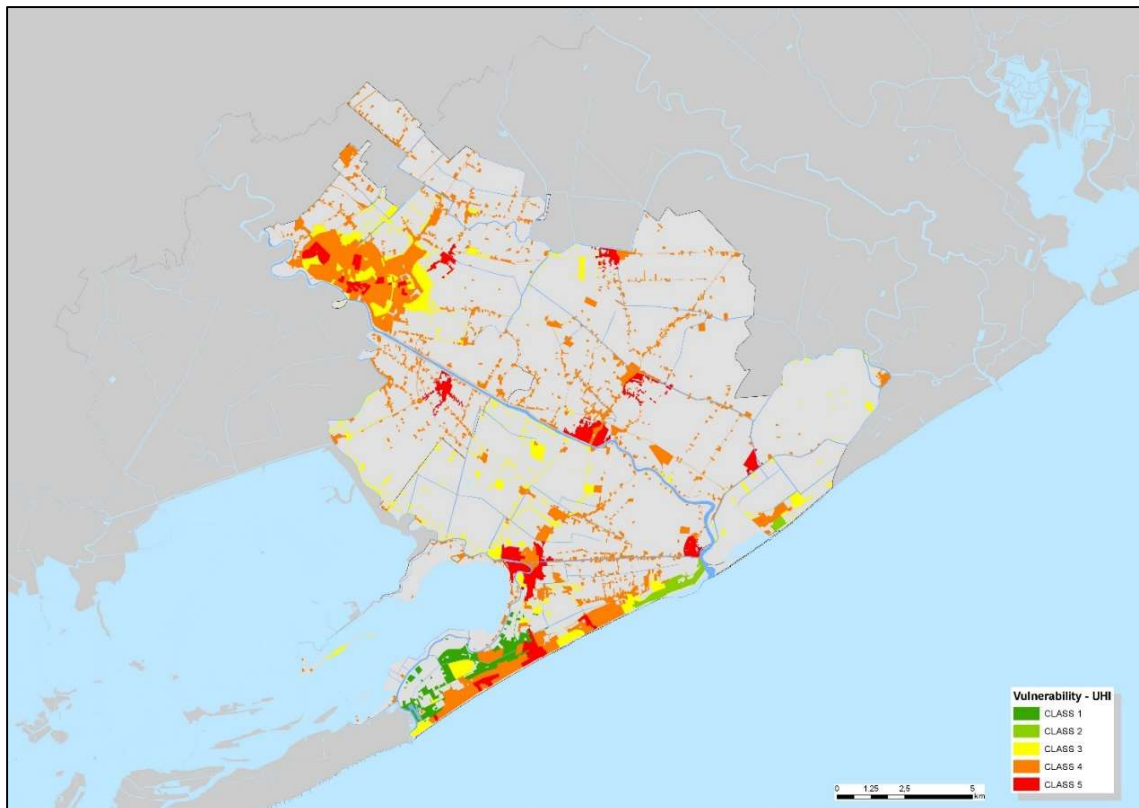 Vulnerability - UHI
CLASS 1
CLASS 2
CLASS 3
CLASS 4
CLASS 5
0 1.25 2.5 5
km